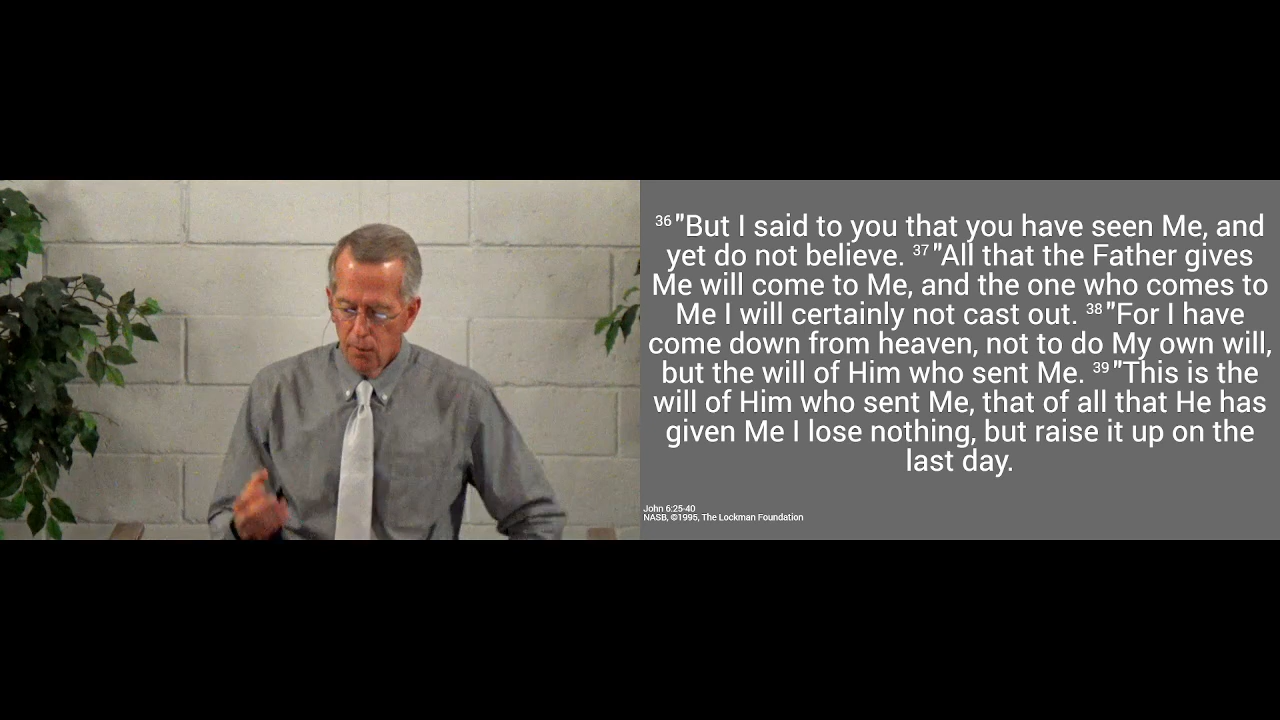 36 "But I said to you that you have seen Me, and
yet do not believe. 37 "All that the Father gives
Me will come to Me, and the one who comes to
Me I will certainly not cast out. 38 "For I have
come down from heaven, not to do My own will,
but the will of Him who sent Me. 39 "This is the
will of Him who sent Me, that of all that He has
given Me I lose nothing, but raise it up on the
last day.
John 6:25-40
NASB, ©1995, The Lockman Foundation